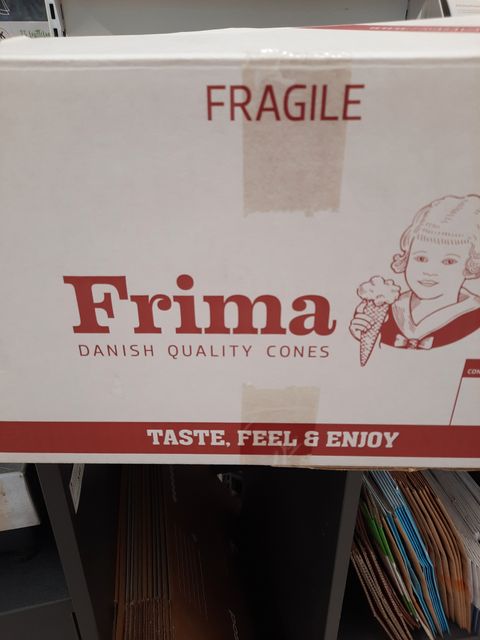 FRAGILE
Frima
DANISH QUALITY CONES
TASTE, FEEL & ENJOY